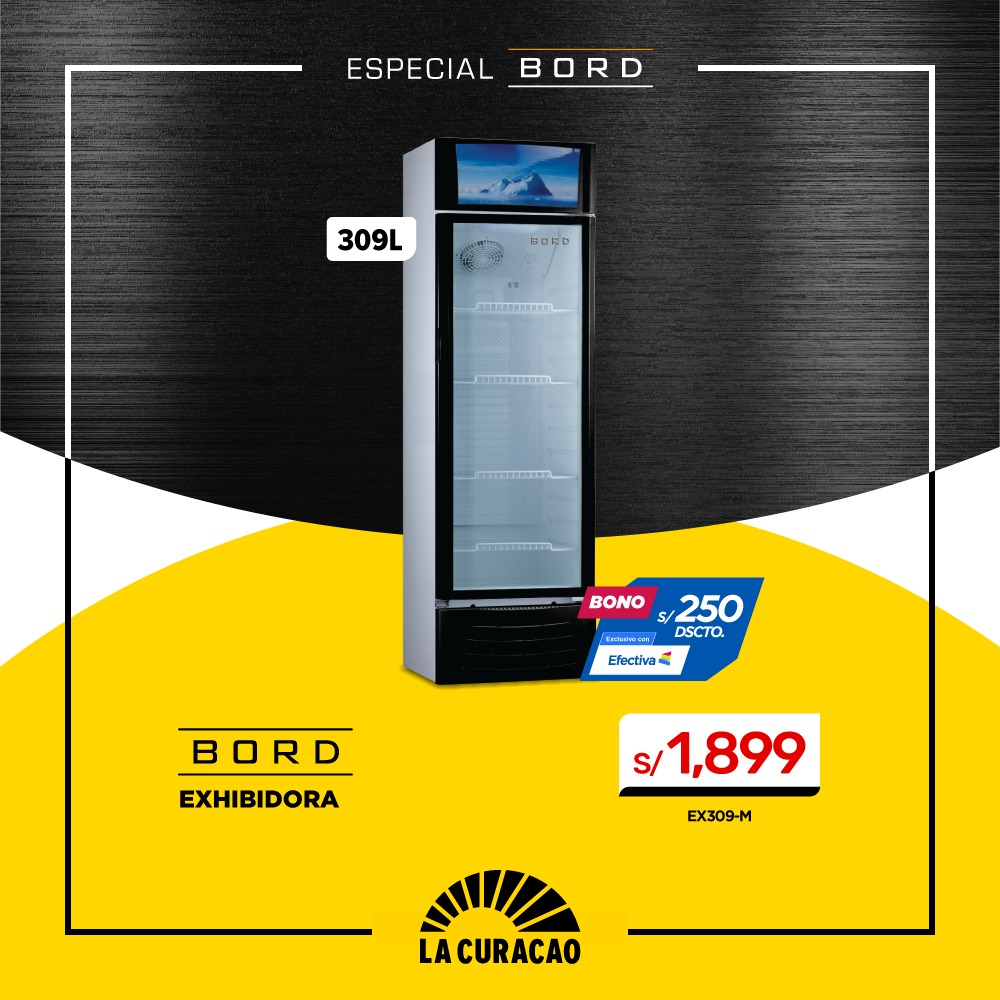 ESPECIAL BORD
309L
BORD
BONO
S/ 250
DSCTO.
Exclusivo con
Efectiva
BORD
EXHIBIDORA
S/ 1,899
EX309-M
LA CURACAO